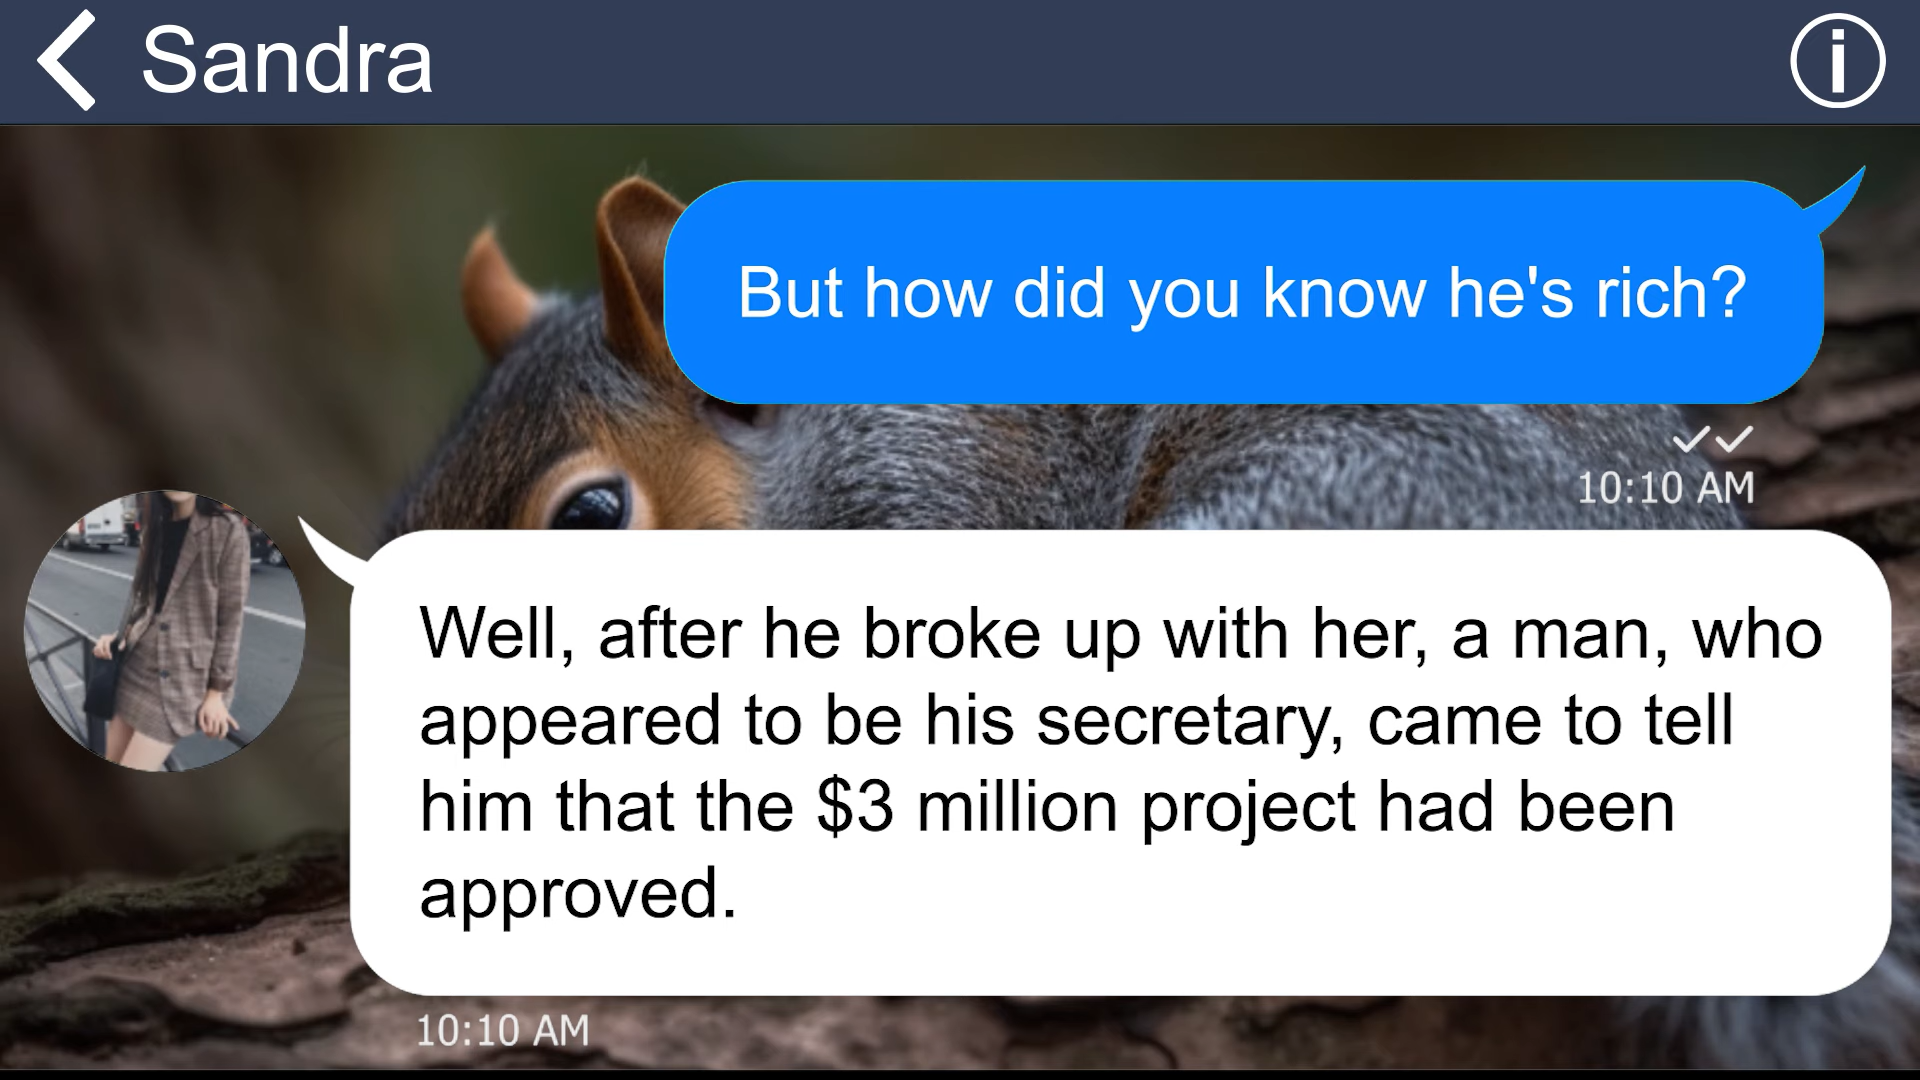 Sandra
But how did you know he's rich?
10:10 AM
Well, after he broke up with her, a man, who
appeared to be his secretary, came to tell
him that the $3 million project had been
approved.
10:10 AM